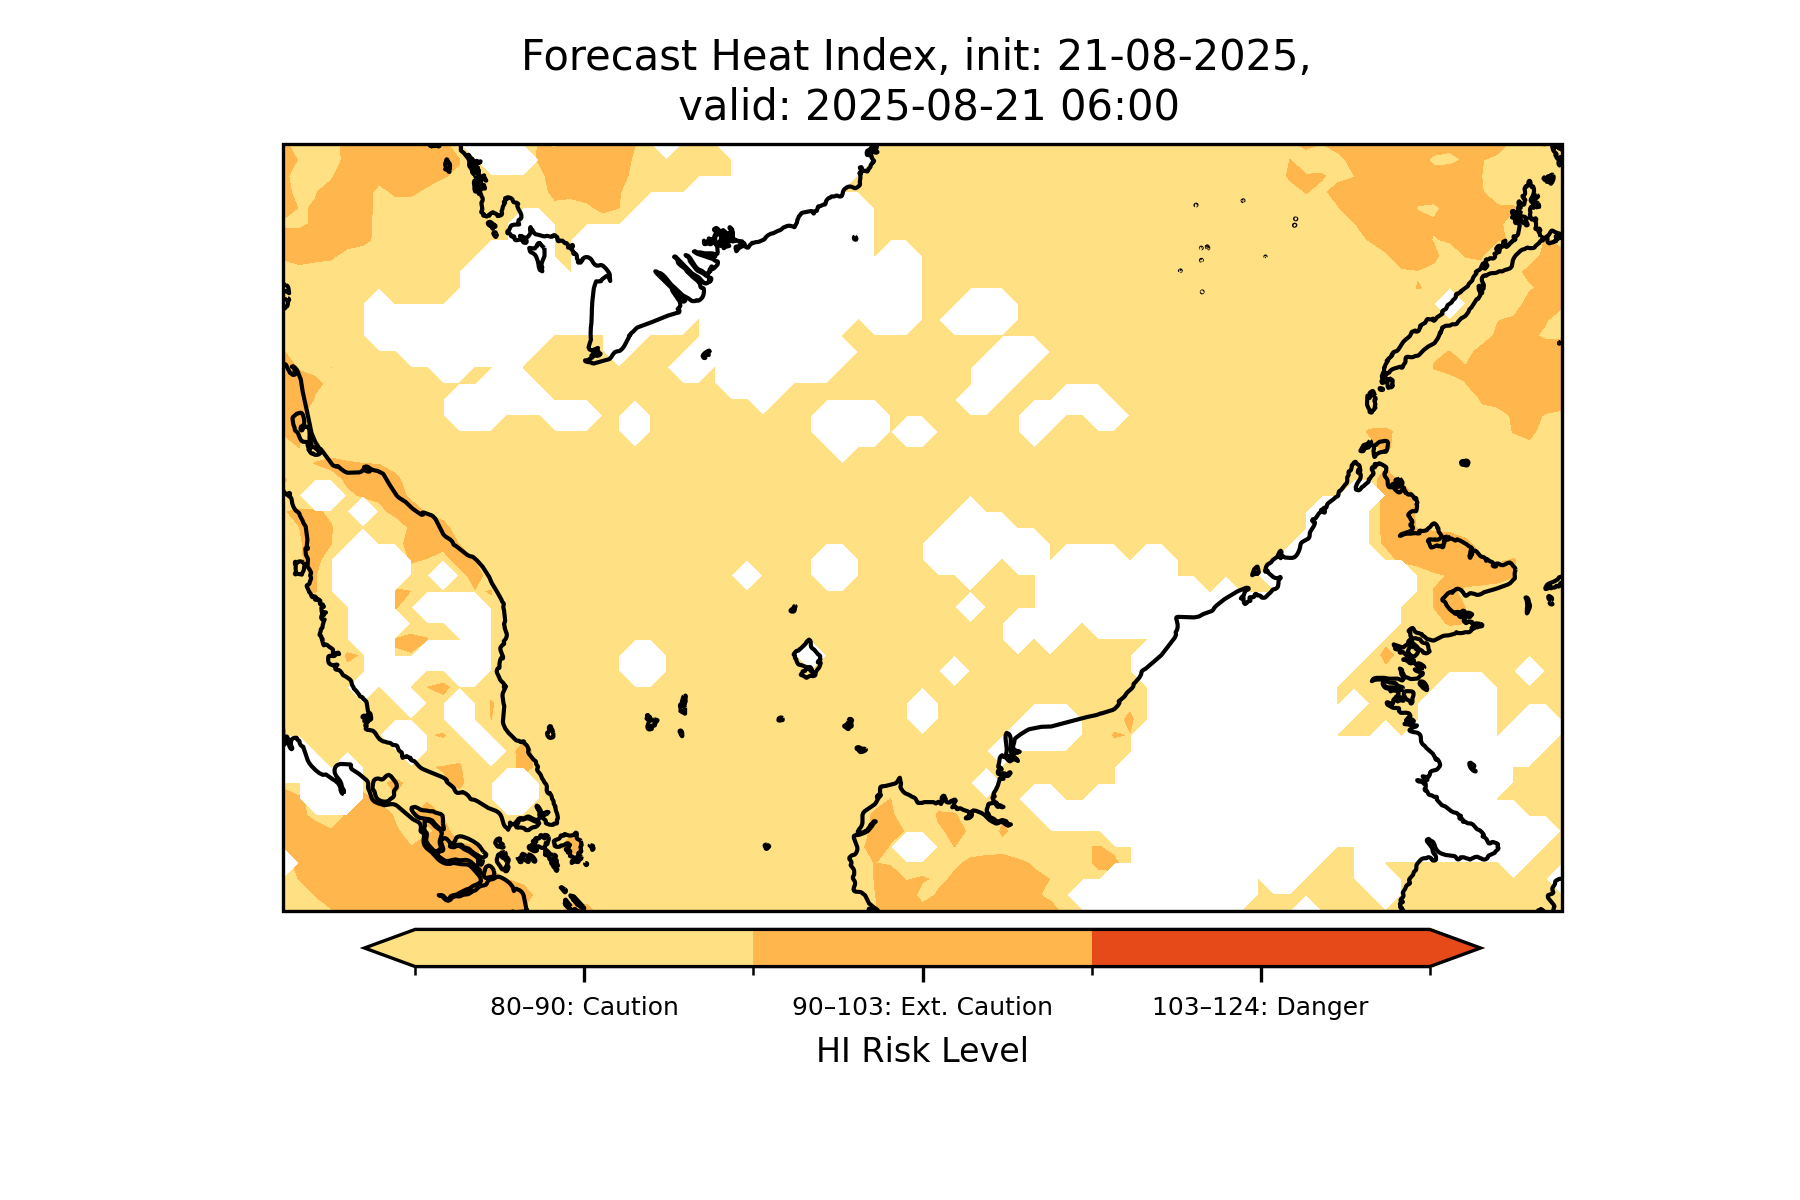 Forecast Heat Index, init: 21-08-2025,
valid: 2025-08-21 06:00
80–90: Caution
90–103: Ext. Caution
103–124: Danger
HI Risk Level